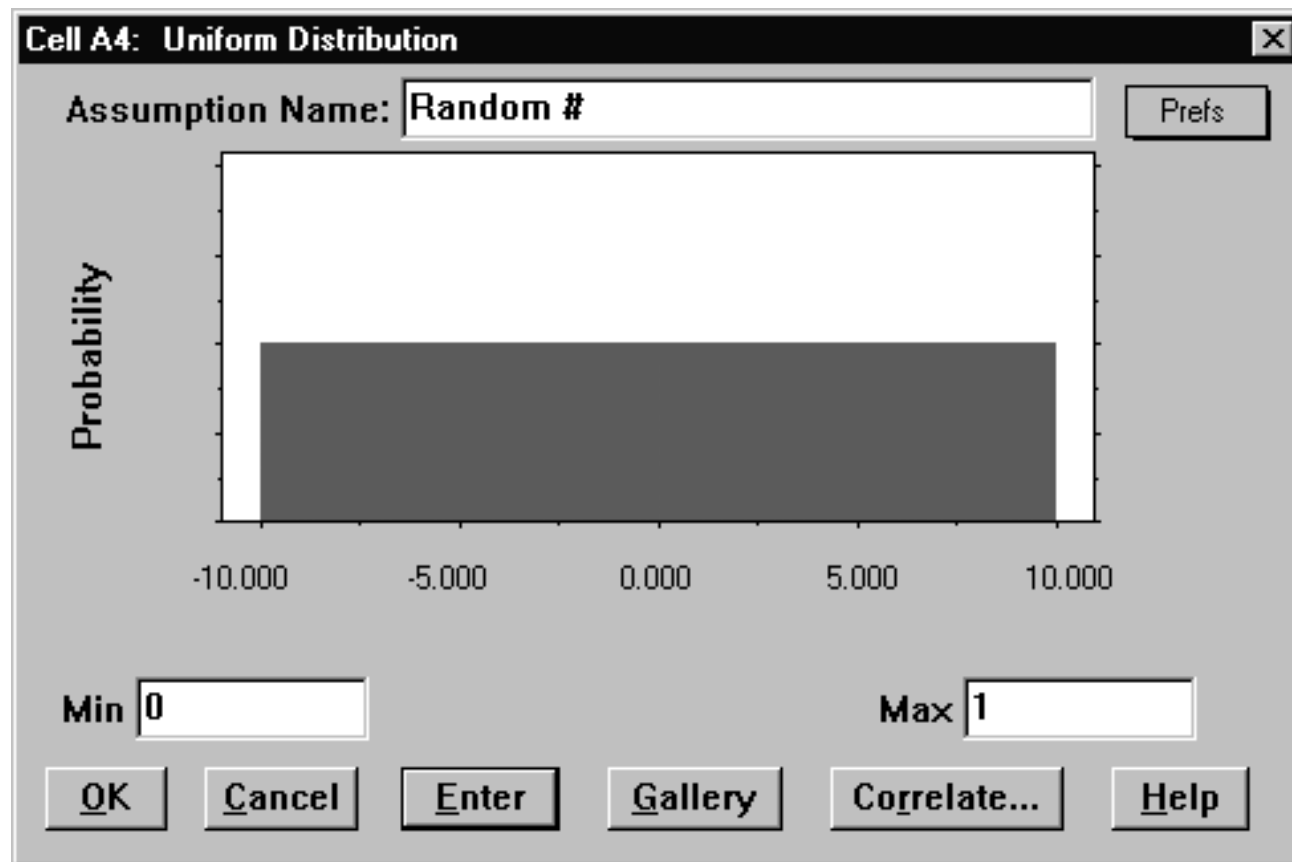 Cell A4: Uniform Distribution
Assumption Name: Random #
Prefs
Probability
-10.000 -5.000 0.000 5.000 10.000
Min 0 Max 1
OK Cancel Enter Gallery Correlate... Help